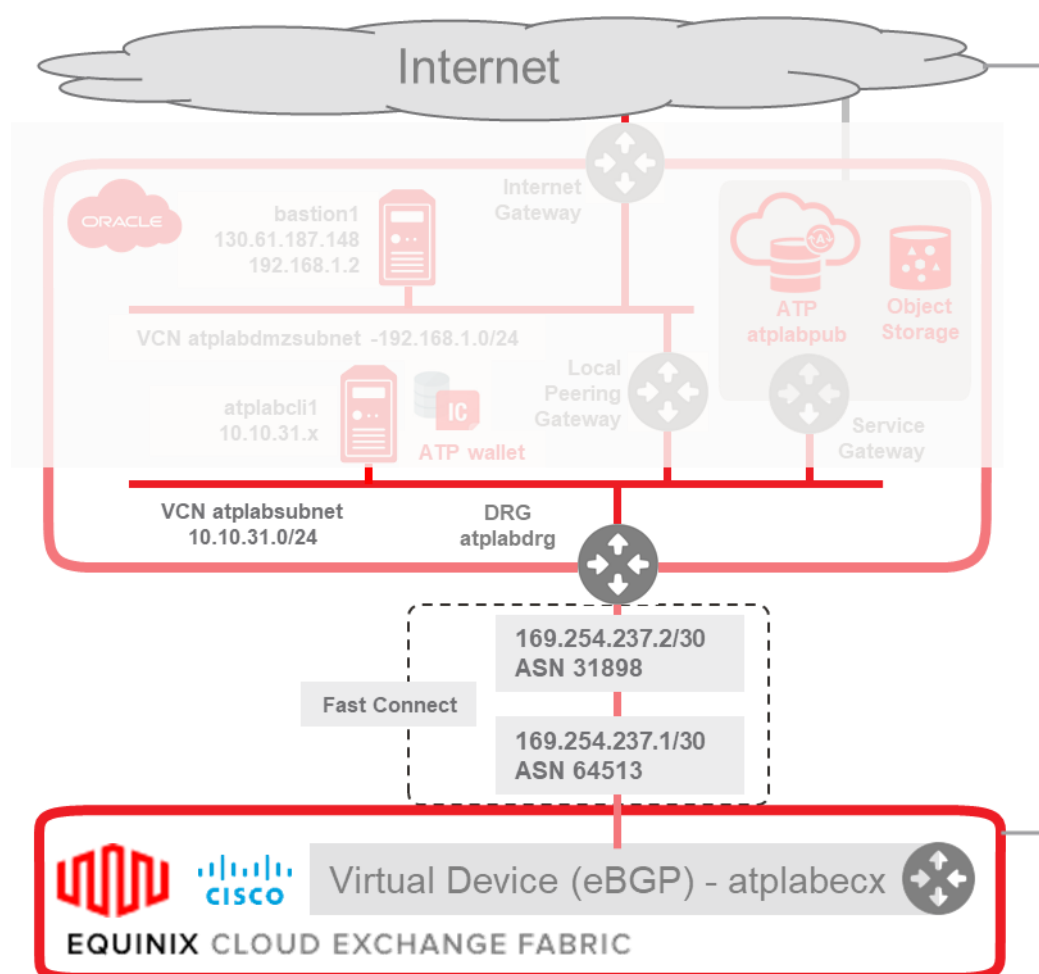 Internet
Internet
Gateway
ORACLE
bastion1
130.61.187.148
192.168.1.2
A
ATP
atplabpub
Object
Storage
VCN atplabdmzsubnet -192.168.1.0/24
Local
Peering
Gateway
atplabcli1
10.10.31.x
IC
ATP wallet
Service
Gateway
VCN atplabsubnet
10.10.31.0/24
DRG
atplabdrg
169.254.237.2/30
ASN 31898
Fast Connect
169.254.237.1/30
ASN 64513
CISCO
Virtual Device (eBGP) - atplabecx
EQUINIX CLOUD EXCHANGE FABRIC